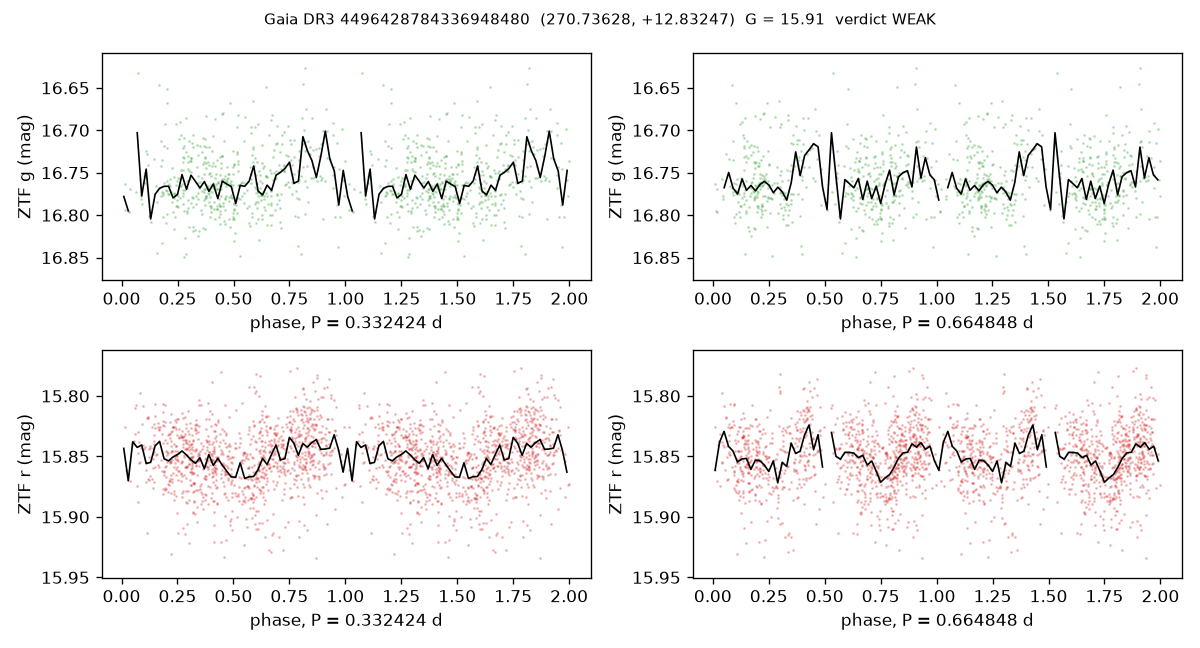 Gaia DR3 4496428784336948480 (270.73628, +12.83247) G = 15.91 verdict WEAK
ZTF g (mag)
16.65
16.70
16.75
16.80
16.85
0.00 0.25 0.50 0.75 1.00 1.25 1.50 1.75 2.00
phase, P = 0.332424 d
ZTF g (mag)
16.65
16.70
16.75
16.80
16.85
0.00 0.25 0.50 0.75 1.00 1.25 1.50 1.75 2.00
phase, P = 0.664848 d
ZTF r (mag)
15.80
15.85
15.90
15.95
0.00 0.25 0.50 0.75 1.00 1.25 1.50 1.75 2.00
phase, P = 0.332424 d
ZTF r (mag)
15.80
15.85
15.90
15.95
0.00 0.25 0.50 0.75 1.00 1.25 1.50 1.75 2.00
phase, P = 0.664848 d